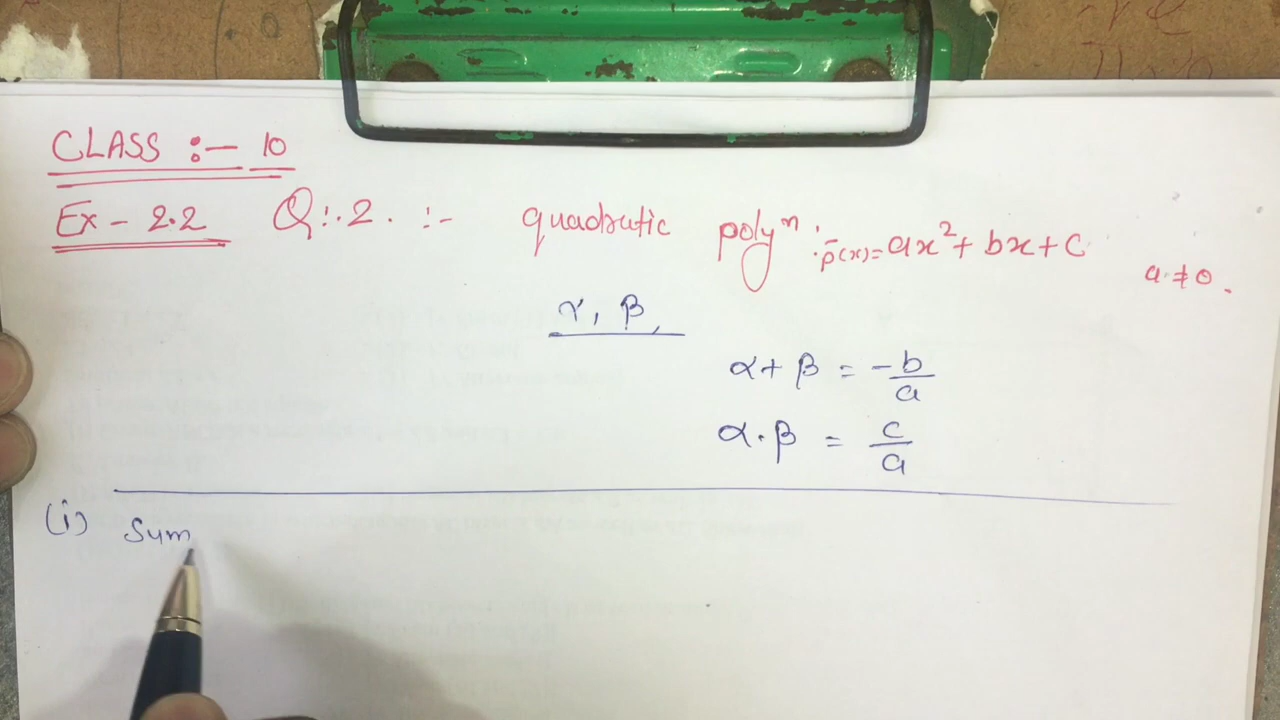 CLASS :- 10
Ex - 2.2 Q:.2. :- quadratic polyⁿ: p(x)= ax² + bx + c
a ≠ 0.
α, β,
α + β = -b/a
α . β = c/a
(i) Sum